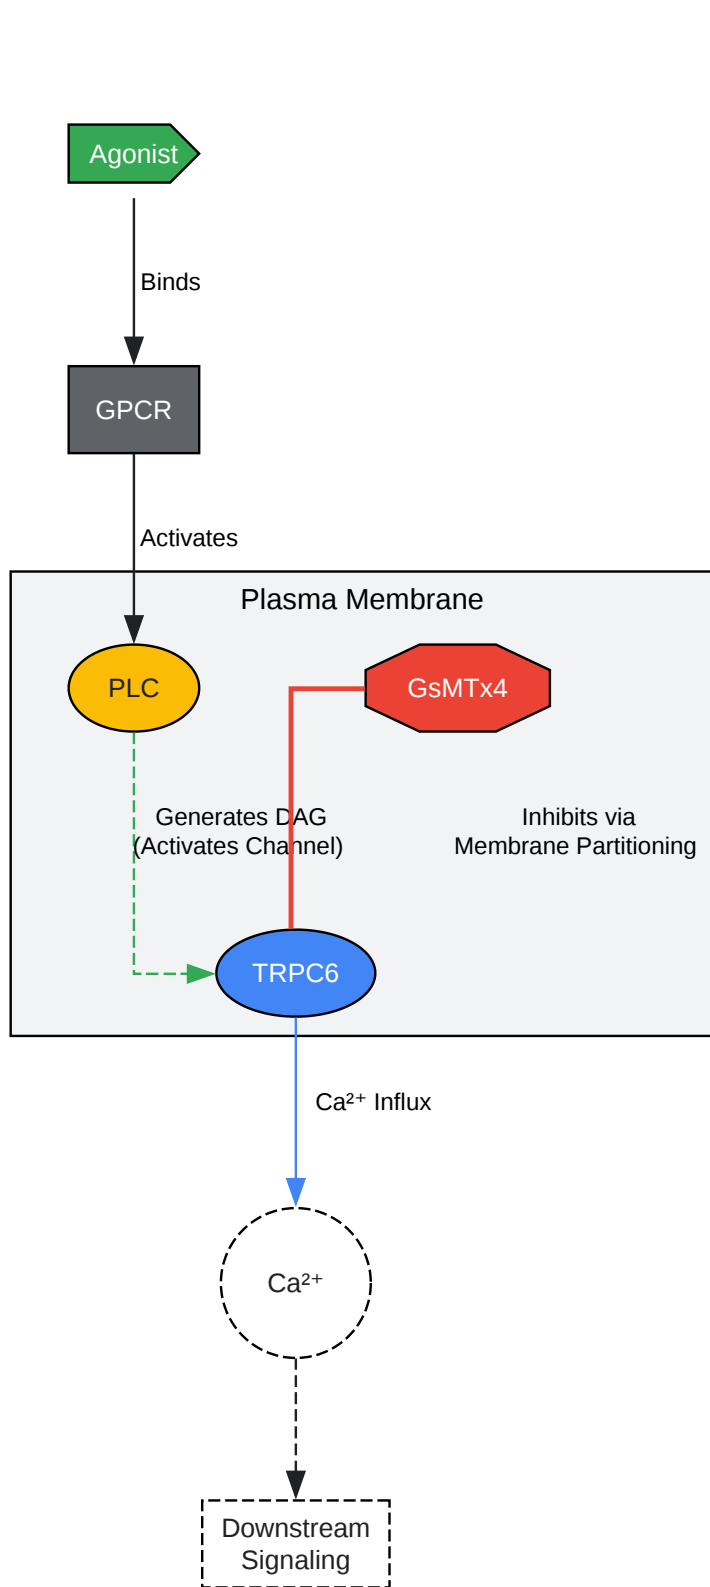 Agonist
Binds
GPCR
Activates
Plasma Membrane
PLC
GsMTx4
Generates DAG
(Activates Channel)
Inhibits via
Membrane Partitioning
TRPC6
Ca²⁺ Influx
Ca²⁺
Downstream
Signaling